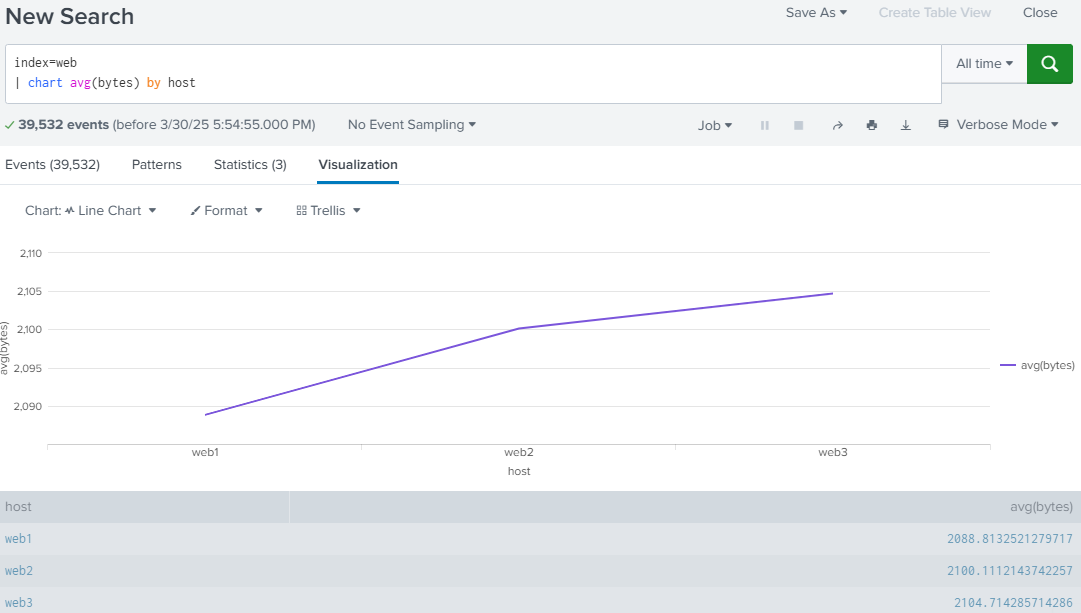 New Search
Save As Create Table View Close
index=web
| chart avg(bytes) by host
All time
39,532 events (before 3/30/25 5:54:55.000 PM) No Event Sampling
Job Verbose Mode
Events (39,532) Patterns Statistics (3) Visualization
Chart: Line Chart Format Trellis
2,110
2,105
2,100
2,095
2,090
avg(bytes)
web1 web2 web3
host
avg(bytes)
host avg(bytes)
web1 2088.8132521279717
web2 2100.1112143742257
web3 2104.714285714286